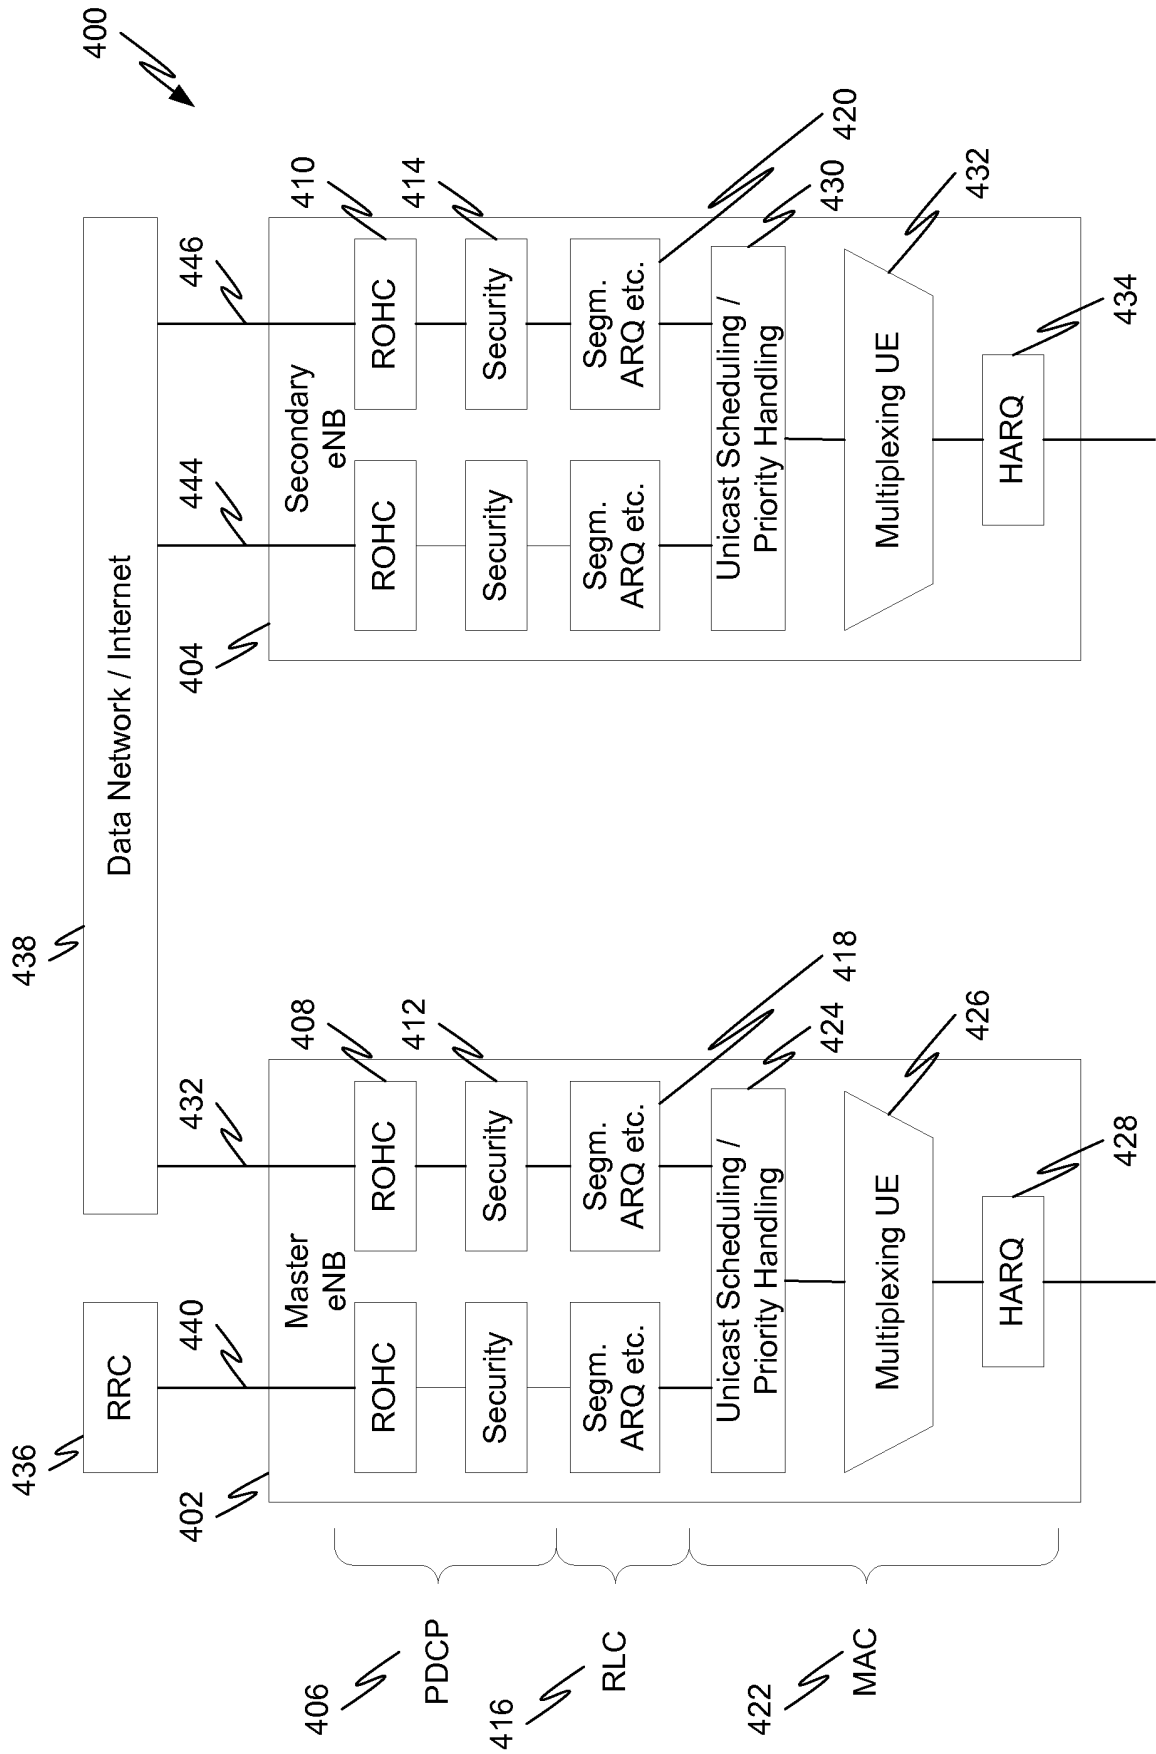 400
436
RRC
438
Data Network / Internet
402
440
432
404
444
446
Master
eNB
Secondary
eNB
408
410
406
PDCP
ROHC
ROHC
ROHC
ROHC
412
414
Security
Security
Security
Security
416
RLC
Segm.
ARQ etc.
Segm.
ARQ etc.
418
Segm.
ARQ etc.
Segm.
ARQ etc.
420
422
MAC
Unicast Scheduling /
Priority Handling
424
Unicast Scheduling /
Priority Handling
430
Multiplexing UE
426
Multiplexing UE
432
HARQ
428
HARQ
434